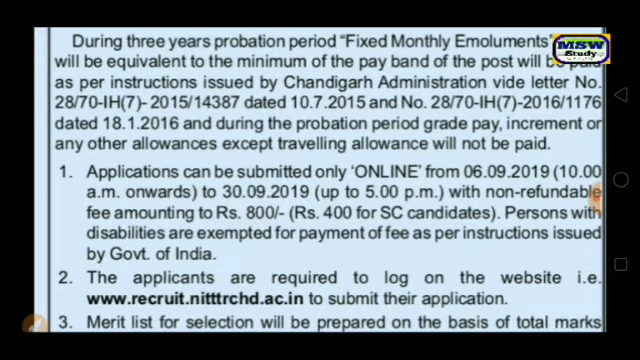 During three years probation period “Fixed Monthly Emoluments
MSW
Study
will be equivalent to the minimum of the pay band of the post will be paid
as per instructions issued by Chandigarh Administration vide letter No.
28/70-IH(7)- 2015/14387 dated 10.7.2015 and No. 28/70-IH(7)-2016/1176
dated 18.1.2016 and during the probation period grade pay, increment or
any other allowances except travelling allowance will not be paid.
1. Applications can be submitted only ‘ONLINE’ from 06.09.2019 (10.00
a.m. onwards) to 30.09.2019 (up to 5.00 p.m.) with non-refundable
fee amounting to Rs. 800/- (Rs. 400 for SC candidates). Persons with
disabilities are exempted for payment of fee as per instructions issued
by Govt. of India.
2. The applicants are required to log on the website i.e.
www.recruit.nitttrchd.ac.in to submit their application.
3. Merit list for selection will be prepared on the basis of total marks